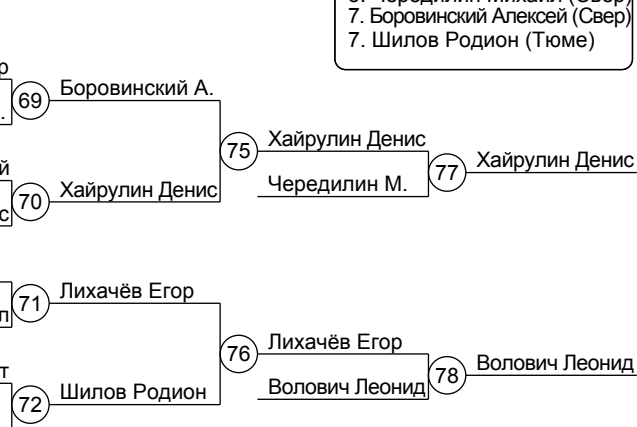 7. Боровинский Алексей (Свер)
7. Шилов Родион (Тюме)
69 Боровинский А.
75 Хайрулин Денис
77 Хайрулин Денис
70 Хайрулин Денис
Чередилин М.
71 Лихачёв Егор
76 Лихачёв Егор
78 Волович Леонид
72 Шилов Родион
Волович Леонид